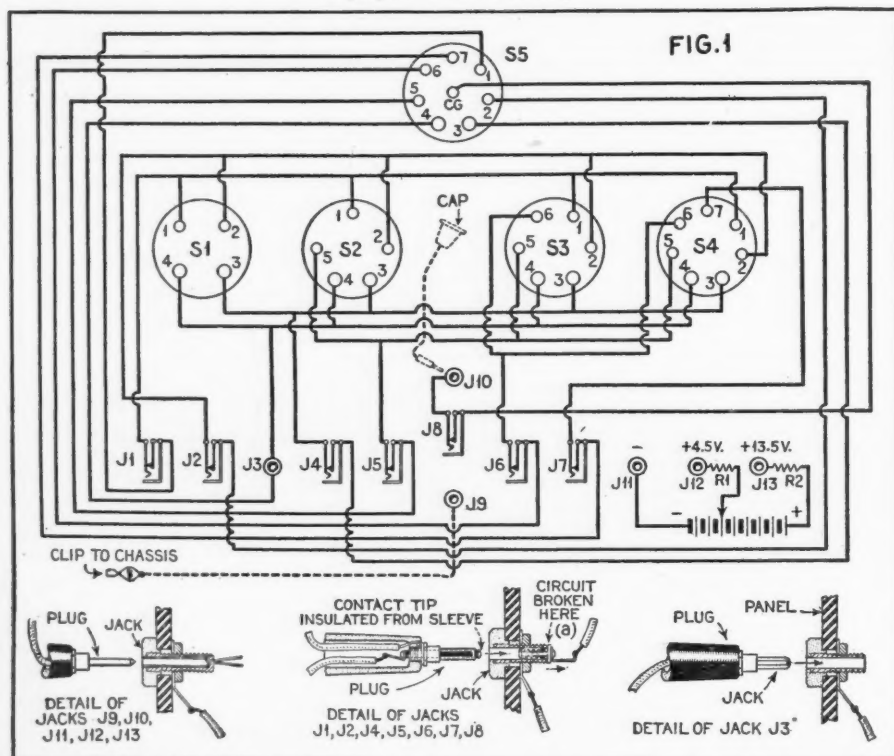 FIG.1
S5
7
6
1
5
CG
2
4
3
CAP
1
2
S1
4
3
1
5
S2
2
4
3
6
1
5
S3
2
4
3
7
6
1
5
S4
2
4
3
J10
J8
J1
J2
J3
J4
J5
J6
J7
J9
-
+4.5V.
+13.5V.
J11
J12
R1
J13
R2
-
+
CLIP TO CHASSIS
PLUG
JACK
DETAIL OF
JACKS J9, J10,
J11, J12, J13
CONTACT TIP
INSULATED FROM SLEEVE
CIRCUIT
BROKEN
HERE
(a)
PLUG
JACK
DETAIL OF JACKS
J1, J2, J4, J5, J6, J7, J8
PLUG
PANEL
JACK
DETAIL OF JACK J3